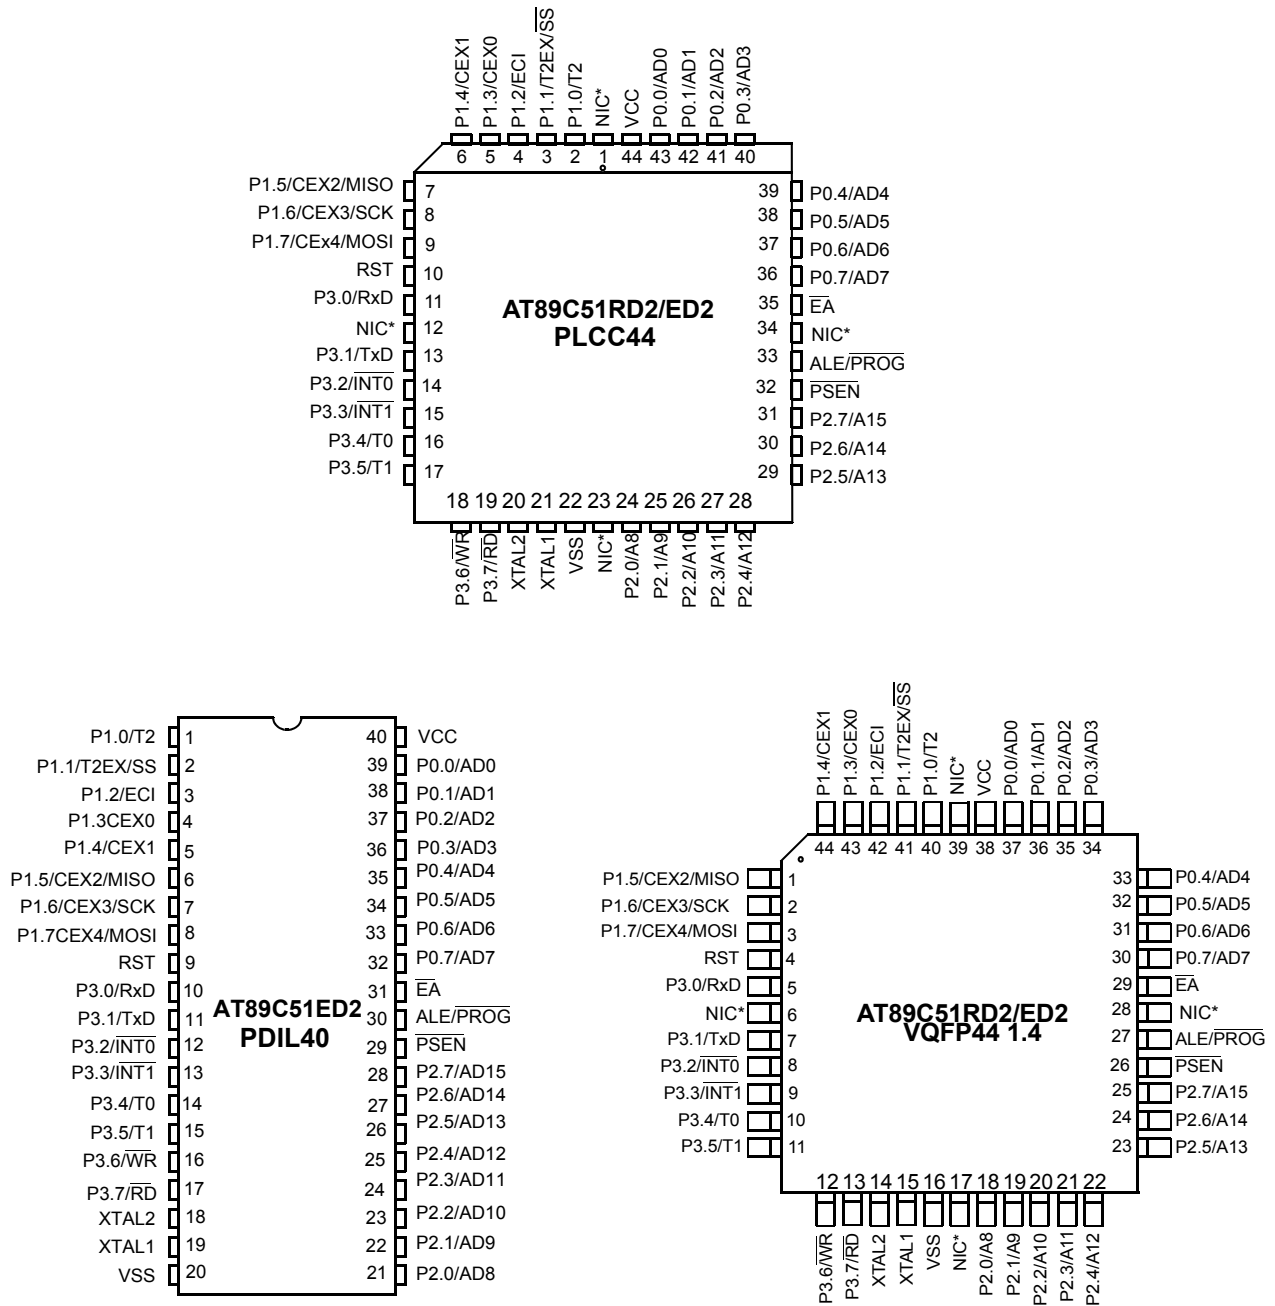 P1.4/CEX1
P1.3/CEX0
P1.2/ECI
P1.1/T2EX/SS
P1.0/T2
NIC*
VCC
P0.0/AD0
P0.1/AD1
P0.2/AD2
P0.3/AD3
6 5 4 3 2 1 44 43 42 41 40
P1.5/CEX2/MISO 7
P1.6/CEX3/SCK 8
P1.7/CEx4/MOSI 9
RST 10
P3.0/RxD 11
NIC* 12
P3.1/TxD 13
P3.2/INT0 14
P3.3/INT1 15
P3.4/T0 16
P3.5/T1 17
AT89C51RD2/ED2
PLCC44
39 P0.4/AD4
38 P0.5/AD5
37 P0.6/AD6
36 P0.7/AD7
35 EA
34 NIC*
33 ALE/PROG
32 PSEN
31 P2.7/A15
30 P2.6/A14
29 P2.5/A13
18 19 20 21 22 23 24 25 26 27 28
P3.6/WR
P3.7/RD
XTAL2
XTAL1
VSS
NIC*
P2.0/A8
P2.1/A9
P2.2/A10
P2.3/A11
P2.4/A12
P1.0/T2 1
P1.1/T2EX/SS 2
P1.2/ECI 3
P1.3CEX0 4
P1.4/CEX1 5
P1.5/CEX2/MISO 6
P1.6/CEX3/SCK 7
P1.7CEX4/MOSI 8
RST 9
P3.0/RxD 10
P3.1/TxD 11
P3.2/INT0 12
P3.3/INT1 13
P3.4/T0 14
P3.5/T1 15
P3.6/WR 16
P3.7/RD 17
XTAL2 18
XTAL1 19
VSS 20
AT89C51ED2
PDIL40
40 VCC
39 P0.0/AD0
38 P0.1/AD1
37 P0.2/AD2
36 P0.3/AD3
35 P0.4/AD4
34 P0.5/AD5
33 P0.6/AD6
32 P0.7/AD7
31 EA
30 ALE/PROG
29 PSEN
28 P2.7/AD15
27 P2.6/AD14
26 P2.5/AD13
25 P2.4/AD12
24 P2.3/AD11
23 P2.2/AD10
22 P2.1/AD9
21 P2.0/AD8
P1.4/CEX1
P1.3/CEX0
P1.2/ECI
P1.1/T2EX/SS
P1.0/T2
NIC*
VCC
P0.0/AD0
P0.1/AD1
P0.2/AD2
P0.3/AD3
44 43 42 41 40 39 38 37 36 35 34
P1.5/CEX2/MISO 1
P1.6/CEX3/SCK 2
P1.7/CEX4/MOSI 3
RST 4
P3.0/RxD 5
NIC* 6
P3.1/TxD 7
P3.2/INT0 8
P3.3/INT1 9
P3.4/T0 10
P3.5/T1 11
AT89C51RD2/ED2
VQFP44 1.4
33 P0.4/AD4
32 P0.5/AD5
31 P0.6/AD6
30 P0.7/AD7
29 EA
28 NIC*
27 ALE/PROG
26 PSEN
25 P2.7/A15
24 P2.6/A14
23 P2.5/A13
12 13 14 15 16 17 18 19 20 21 22
P3.6/WR
P3.7/RD
XTAL2
XTAL1
VSS
NIC*
P2.0/A8
P2.1/A9
P2.2/A10
P2.3/A11
P2.4/A12